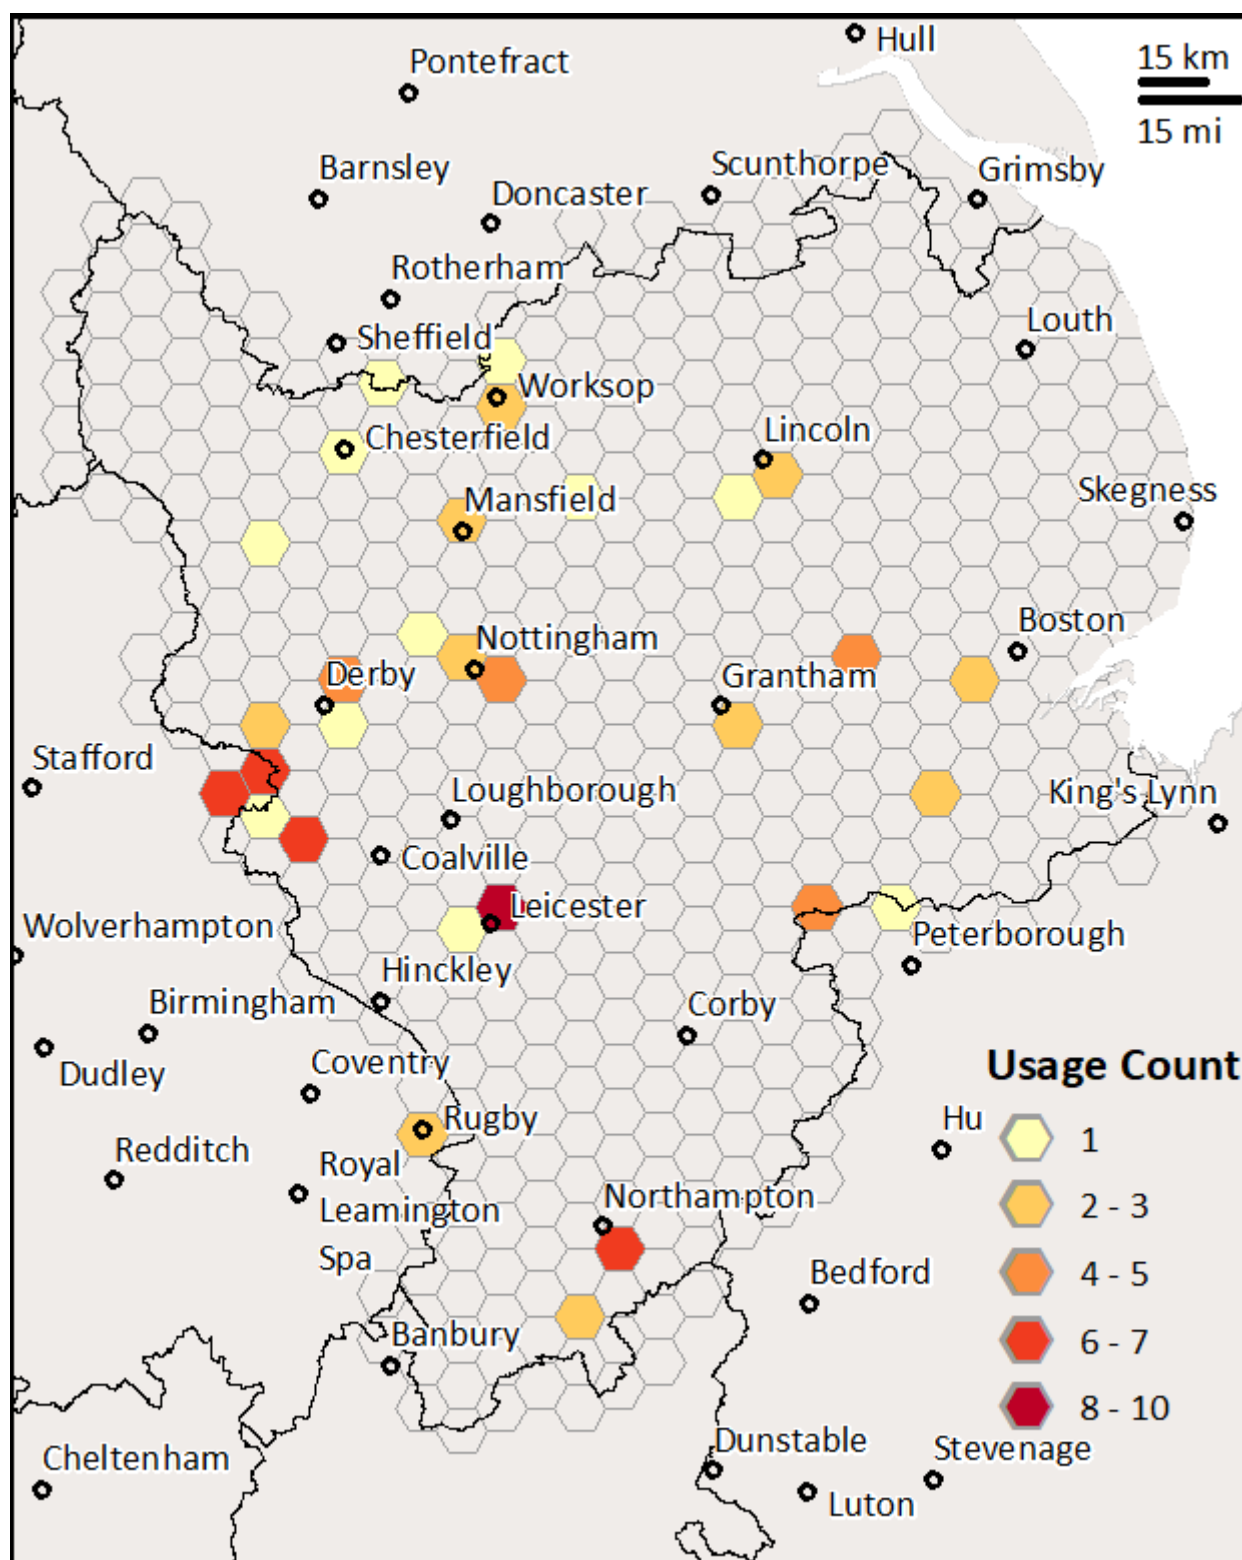 Hull
15 km
Pontefract
15 mi
Barnsley
Scunthorpe
Grimsby
Doncaster
Rotherham
Louth
Sheffield
Worksop
Lincoln
Chesterfield
Skegness
Mansfield
Boston
Nottingham
Derby
Grantham
Stafford
Loughborough
King's Lynn
Coalville
Leicester
Wolverhampton
Peterborough
Hinckley
Birmingham
Corby
Dudley
Coventry
Usage Count
Rugby
Hu
1
Redditch
Royal
Leamington
Spa
Northampton
2 - 3
Bedford
4 - 5
Banbury
6 - 7
8 - 10
Dunstable
Stevenage
Cheltenham
Luton